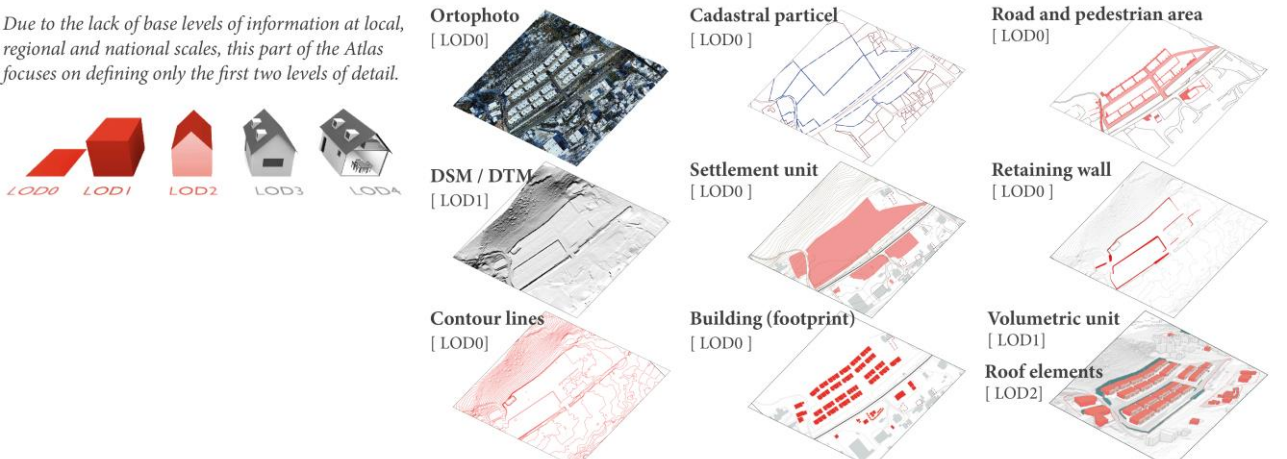 Due to the lack of base levels of information at local,
regional and national scales, this part of the Atlas
focuses on defining only the first two levels of detail.
LOD0 LOD1 LOD2 LOD3 LOD4
Ortophoto
[ LOD0]
Cadastral particel
[ LOD0 ]
Road and pedestrian area
[ LOD0]
DSM / DTM
[ LOD1]
Settlement unit
[ LOD0 ]
Retaining wall
[ LOD0 ]
Contour lines
[ LOD0]
Building (footprint)
[ LOD0 ]
Volumetric unit
[ LOD1]
Roof elements
[ LOD2]